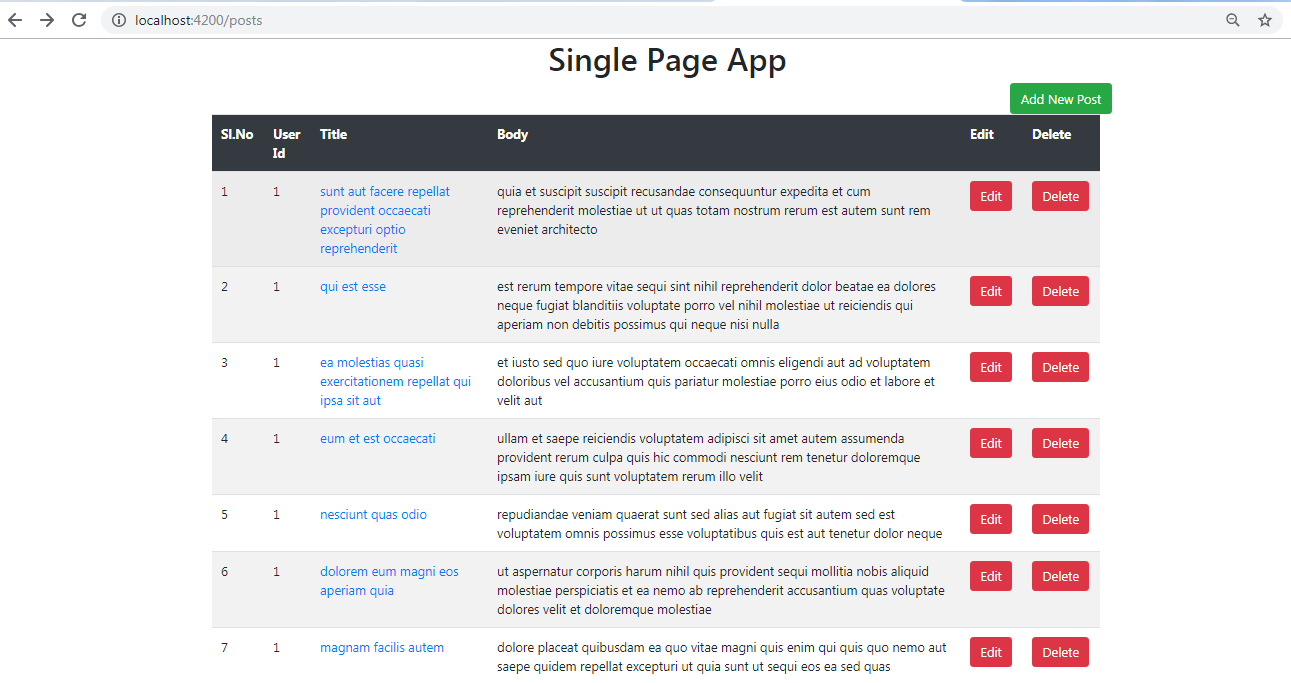 localhost:4200/posts
Single Page App
Add New Post
Sl.No User Title Body Edit Delete
Id
1 1 sunt aut facere repellat quia et suscipit suscipit recusandae consequuntur expedita et cum Edit Delete
provident occaecati reprehenderit molestiae ut ut quas totam nostrum rerum est autem sunt rem
excepturi optio eveniet architecto
reprehenderit
2 1 qui est esse est rerum tempore vitae sequi sint nihil reprehenderit dolor beatae ea dolores Edit Delete
neque fugiat blanditiis voluptate porro vel nihil molestiae ut reiciendis qui
aperiam non debitis possimus qui neque nisi nulla
3 1 ea molestias quasi et iusto sed quo iure voluptatem occaecati omnis eligendi aut ad voluptatem Edit Delete
exercitationem repellat qui doloribus vel accusantium quis pariatur molestiae porro eius odio et labore et
ipsa sit aut velit aut
4 1 eum et est occaecati ullam et saepe reiciendis voluptatem adipisci sit amet autem assumenda Edit Delete
provident rerum culpa quis hic commodi nesciunt rem tenetur doloremque
ipsam iure quis sunt voluptatem rerum illo velit
5 1 nesciunt quas odio repudiandae veniam quaerat sunt sed alias aut fugiat sit autem sed est Edit Delete
voluptatem omnis possimus esse voluptatibus quis est aut tenetur dolor neque
6 1 dolorem eum magni eos ut aspernatur corporis harum nihil quis provident sequi mollitia nobis aliquid Edit Delete
aperiam quia molestiae perspiciatis et ea nemo ab reprehenderit accusantium quas voluptate
dolores velit et doloremque molestiae
7 1 magnam facilis autem dolore placeat quibusdam ea quo vitae magni quis enim qui quis quo nemo aut Edit Delete
saepe quidem repellat excepturi ut quia sunt ut sequi eos ea sed quas